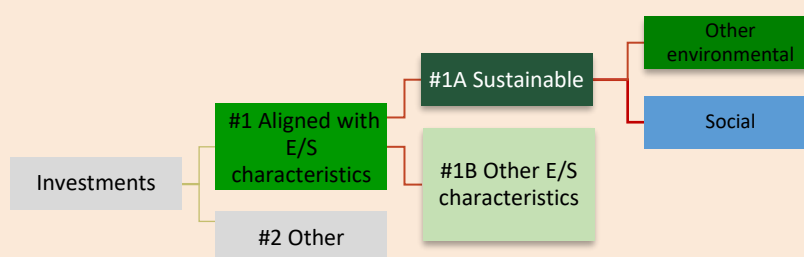 Other
environmental
#1A Sustainable
Social
#1 Aligned with
E/S
characteristics
#1B Other E/S
characteristics
Investments
#2 Other